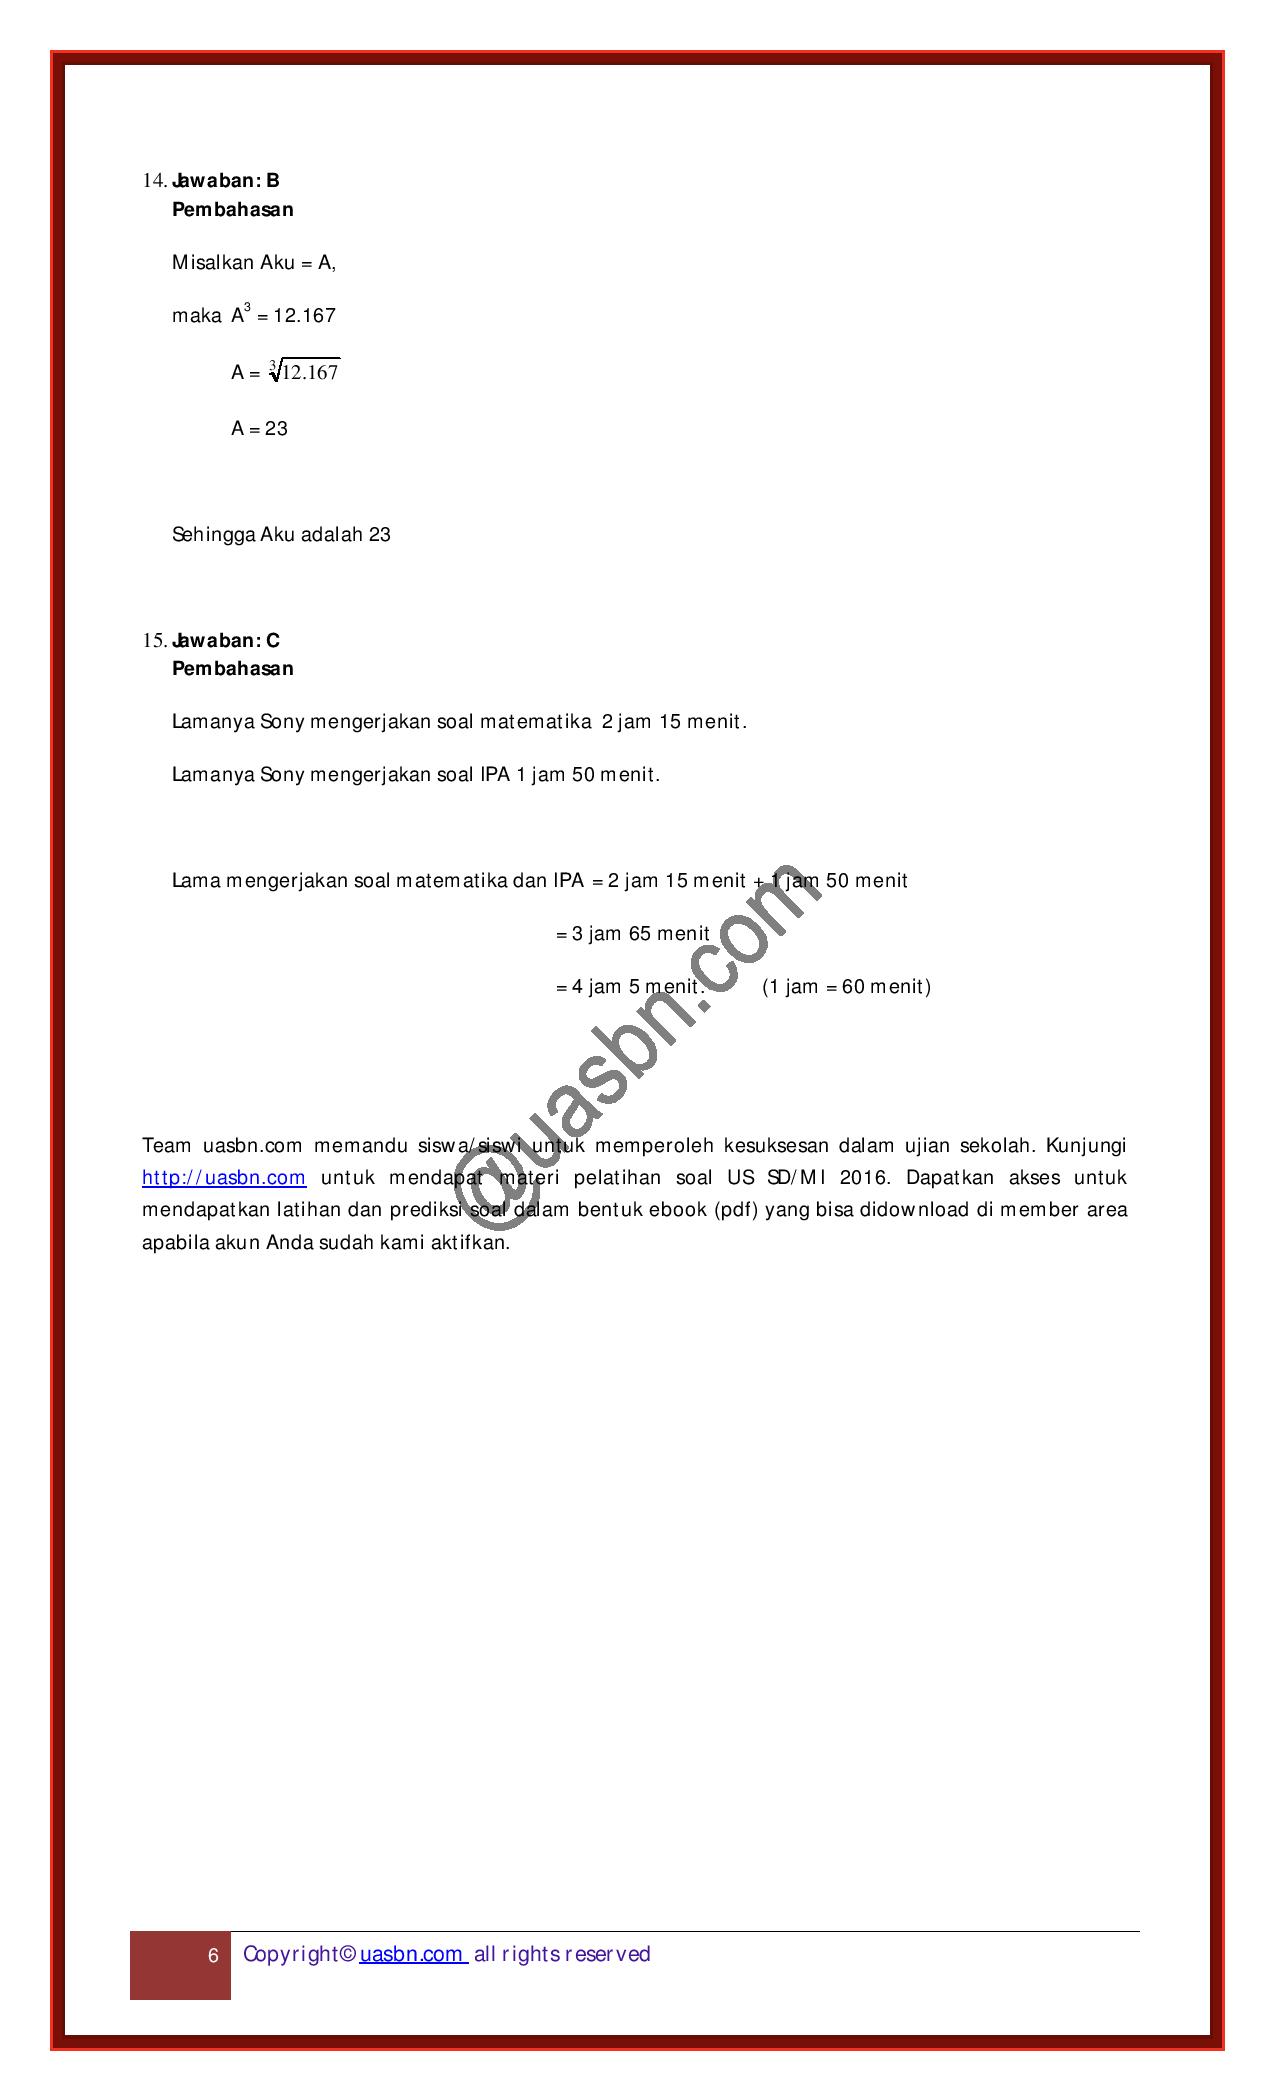 14. Jawaban: B
Pembahasan
Misalkan Aku = A,
maka A³ = 12.167
A = ∛12.167
A = 23
Sehingga Aku adalah 23
15. Jawaban: C
Pembahasan
Lamanya Sony mengerjakan soal matematika 2 jam 15 menit.
Lamanya Sony mengerjakan soal IPA 1 jam 50 menit.
Lama mengerjakan soal matematika dan IPA = 2 jam 15 menit + 1 jam 50 menit
= 3 jam 65 menit
= 4 jam 5 menit. (1 jam = 60 menit)
@uasbn.com
Team uasbn.com memandu siswa/siswi untuk memperoleh kesuksesan dalam ujian sekolah. Kunjungi
http://uasbn.com untuk mendapat materi pelatihan soal US SD/MI 2016. Dapatkan akses untuk
mendapatkan latihan dan prediksi soal dalam bentuk ebook (pdf) yang bisa didownload di member area
apabila akun Anda sudah kami aktifkan.
6 Copyright© uasbn.com all rights reserved